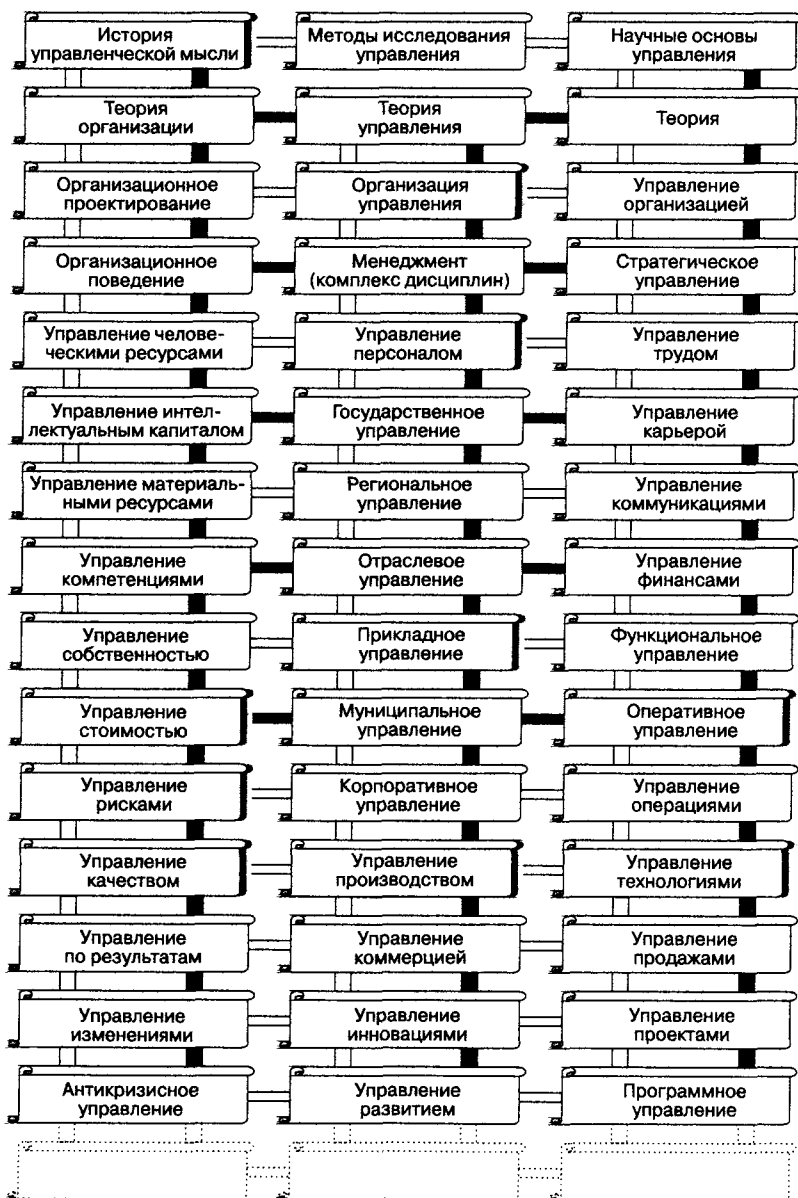 История
управленческой мысли
Методы исследования
управления
Научные основы
управления
Теория
организации
Теория
управления
Теория
Организационное
проектирование
Организация
управления
Управление
организацией
Организационное
поведение
Менеджмент
(комплекс дисциплин)
Стратегическое
управление
Управление челове-
ческими ресурсами
Управление
персоналом
Управление
трудом
Управление интел-
лектуальным капиталом
Государственное
управление
Управление
карьерой
Управление материаль-
ными ресурсами
Региональное
управление
Управление
коммуникациями
Управление
компетенциями
Отраслевое
управление
Управление
финансами
Управление
собственностью
Прикладное
управление
Функциональное
управление
Управление
стоимостью
Муниципальное
управление
Оперативное
управление
Управление
рисками
Корпоративное
управление
Управление
операциями
Управление
качеством
Управление
производством
Управление
технологиями
Управление
по результатам
Управление
коммерцией
Управление
продажами
Управление
изменениями
Управление
инновациями
Управление
проектами
Антикризисное
управление
Управление
развитием
Программное
управление